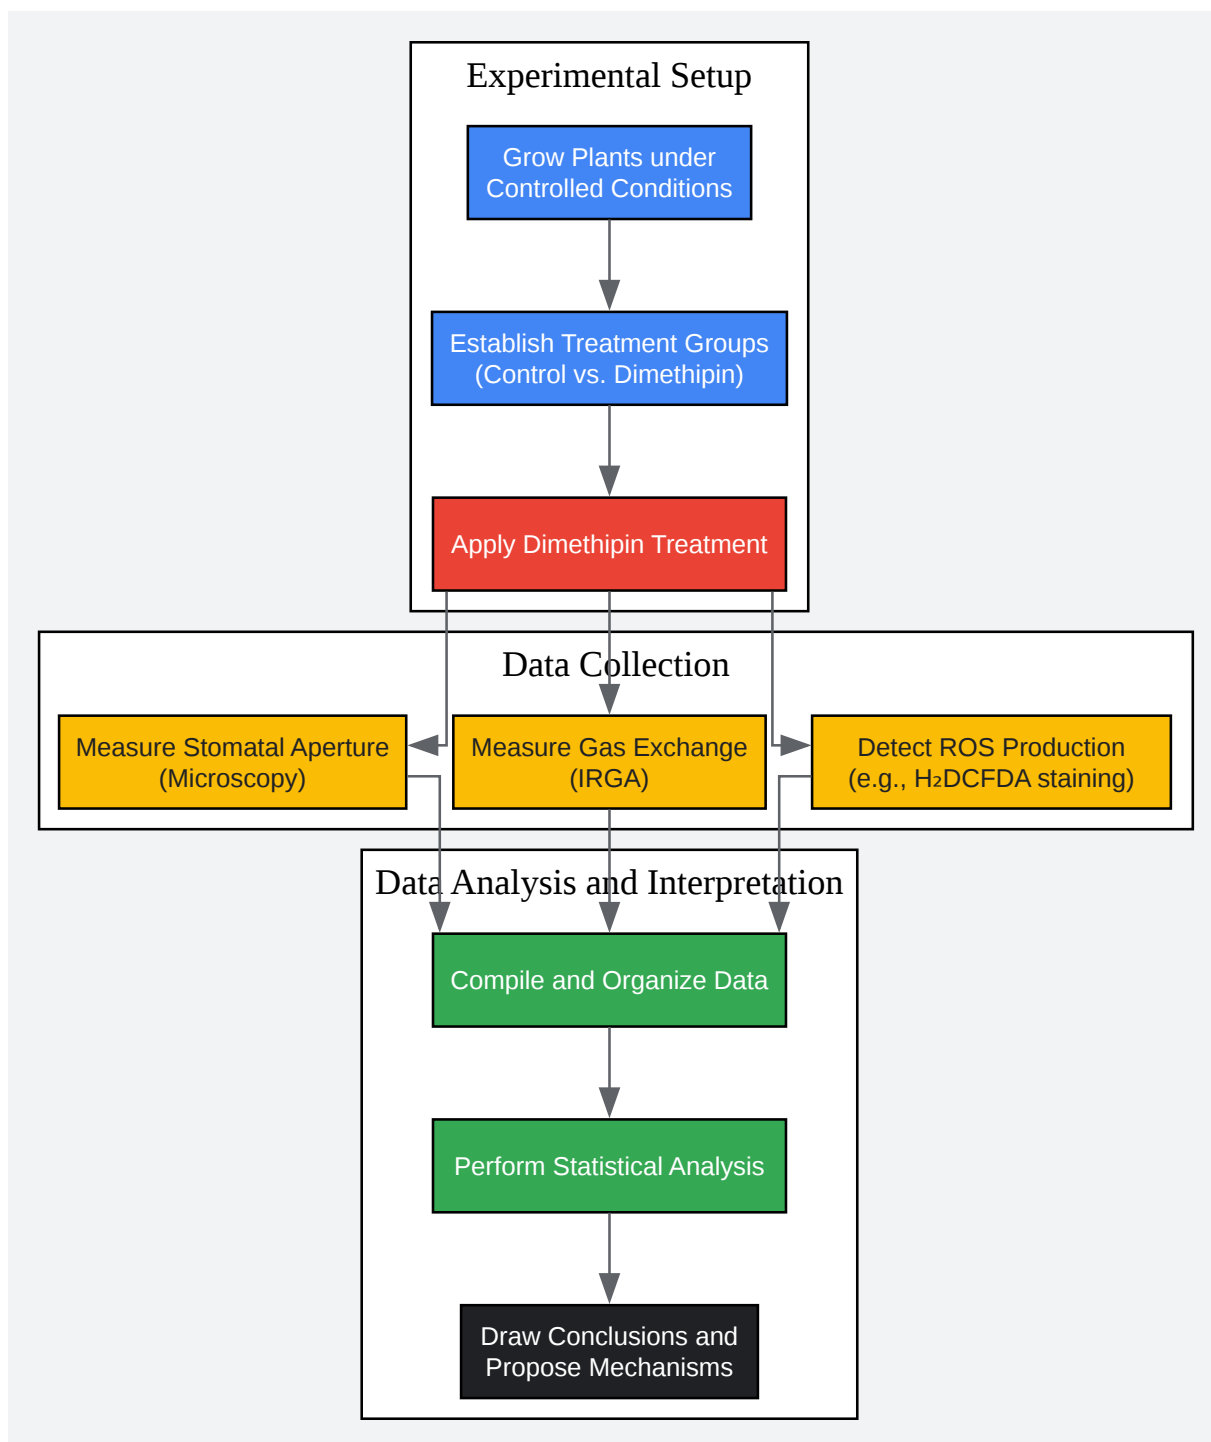 Experimental Setup
Grow Plants under
Controlled Conditions
Establish Treatment Groups
(Control vs. Dimethipin)
Apply Dimethipin Treatment
Data Collection
Measure Stomatal Aperture
(Microscopy)
Measure Gas Exchange
(IRGA)
Detect ROS Production
(e.g., H₂DCFDA staining)
Data Analysis and Interpretation
Compile and Organize Data
Perform Statistical Analysis
Draw Conclusions and
Propose Mechanisms